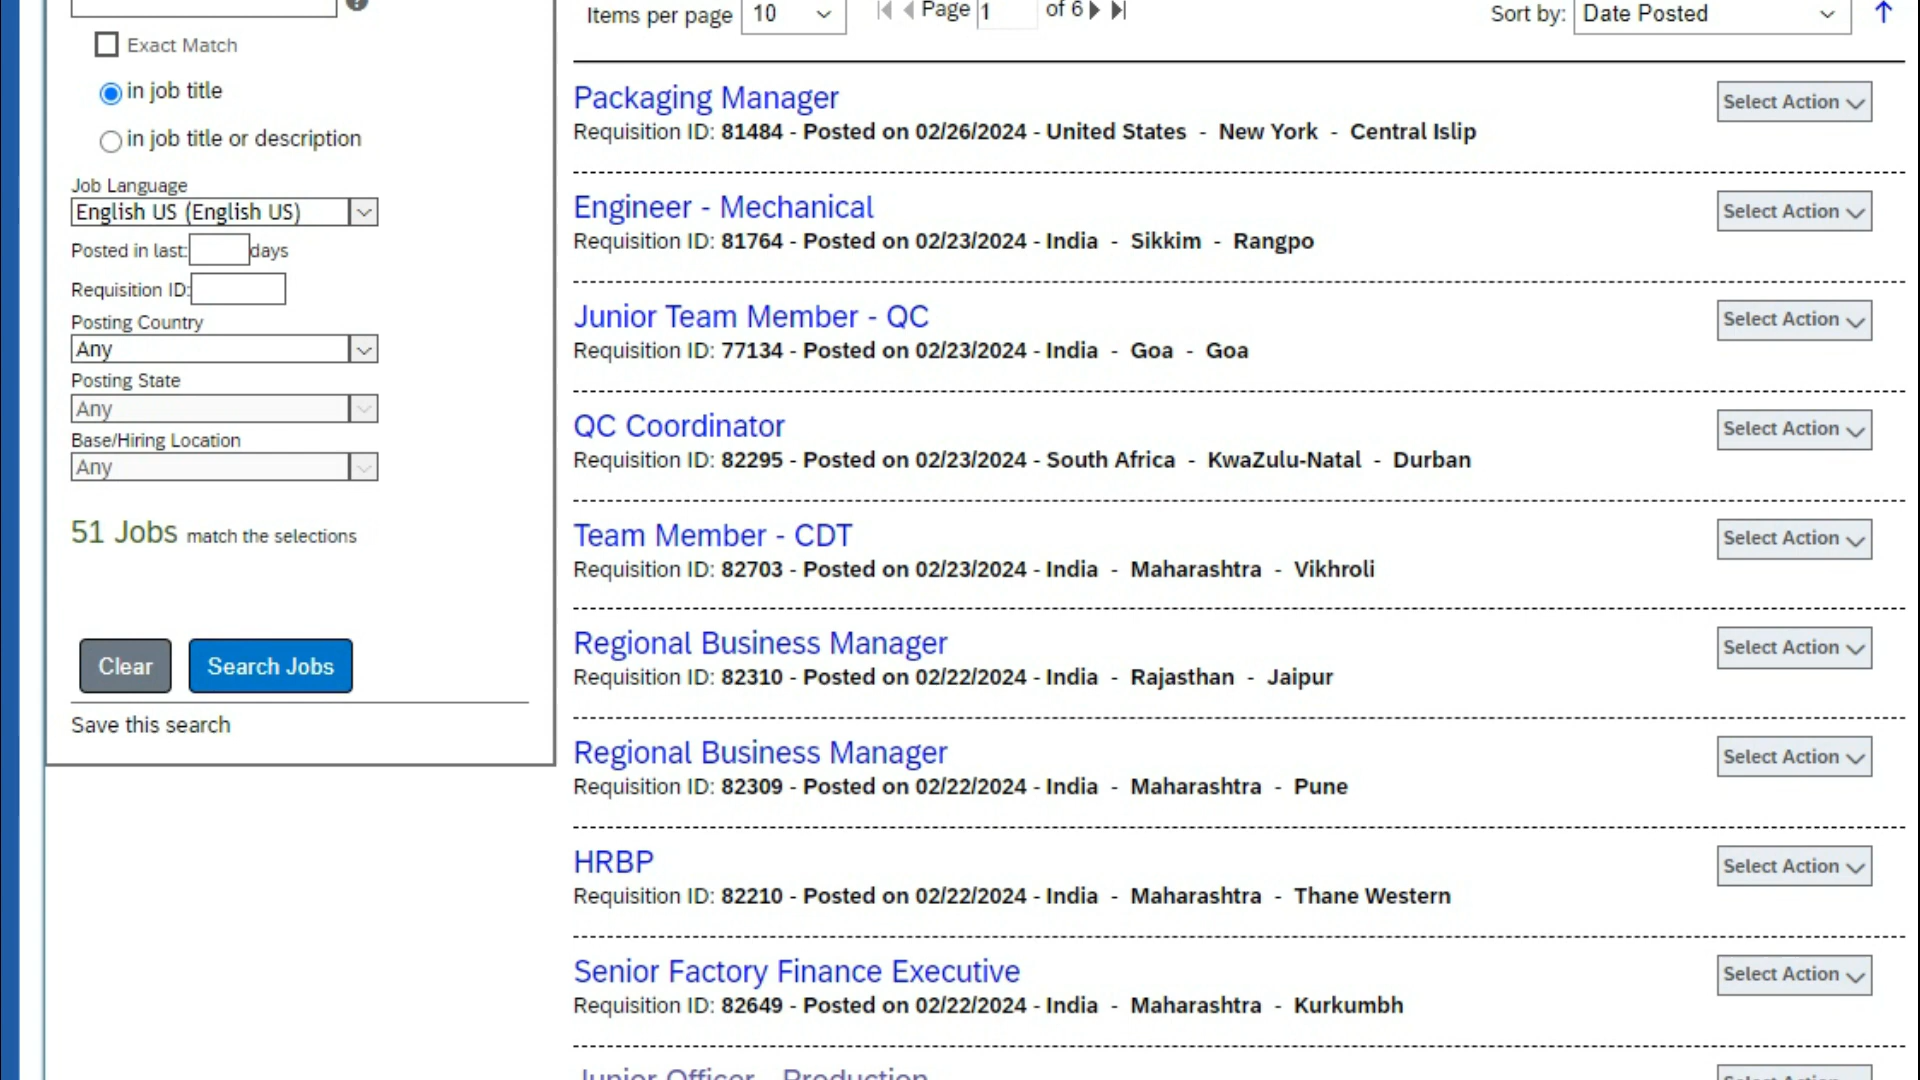 Items per page 10 Page 1 of 6 Sort by: Date Posted
Exact Match
in job title
in job title or description
Job Language
English US (English US)
Posted in last: days
Requisition ID:
Posting Country
Any
Posting State
Any
Base/Hiring Location
Any
51 Jobs match the selections
Clear Search Jobs
Save this search
Packaging Manager Select Action
Requisition ID: 81484 - Posted on 02/26/2024 - United States - New York - Central Islip
Engineer - Mechanical Select Action
Requisition ID: 81764 - Posted on 02/23/2024 - India - Sikkim - Rangpo
Junior Team Member - QC Select Action
Requisition ID: 77134 - Posted on 02/23/2024 - India - Goa - Goa
QC Coordinator Select Action
Requisition ID: 82295 - Posted on 02/23/2024 - South Africa - KwaZulu-Natal - Durban
Team Member - CDT Select Action
Requisition ID: 82703 - Posted on 02/23/2024 - India - Maharashtra - Vikhroli
Regional Business Manager Select Action
Requisition ID: 82310 - Posted on 02/22/2024 - India - Rajasthan - Jaipur
Regional Business Manager Select Action
Requisition ID: 82309 - Posted on 02/22/2024 - India - Maharashtra - Pune
HRBP Select Action
Requisition ID: 82210 - Posted on 02/22/2024 - India - Maharashtra - Thane Western
Senior Factory Finance Executive Select Action
Requisition ID: 82649 - Posted on 02/22/2024 - India - Maharashtra - Kurkumbh
Junior Officer - Production Select Action